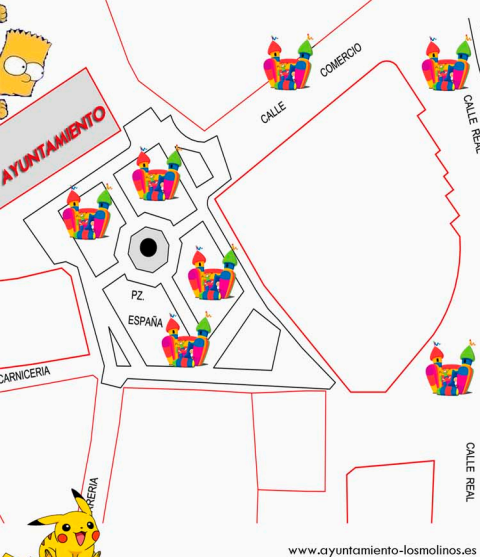 COMERCIO
CALLE
CALLE REAL
AYUNTAMIENTO
PZ.
ESPAÑA
CARNICERIA
CALLE REAL
RERIA
www.ayuntamiento-losmolinos.es